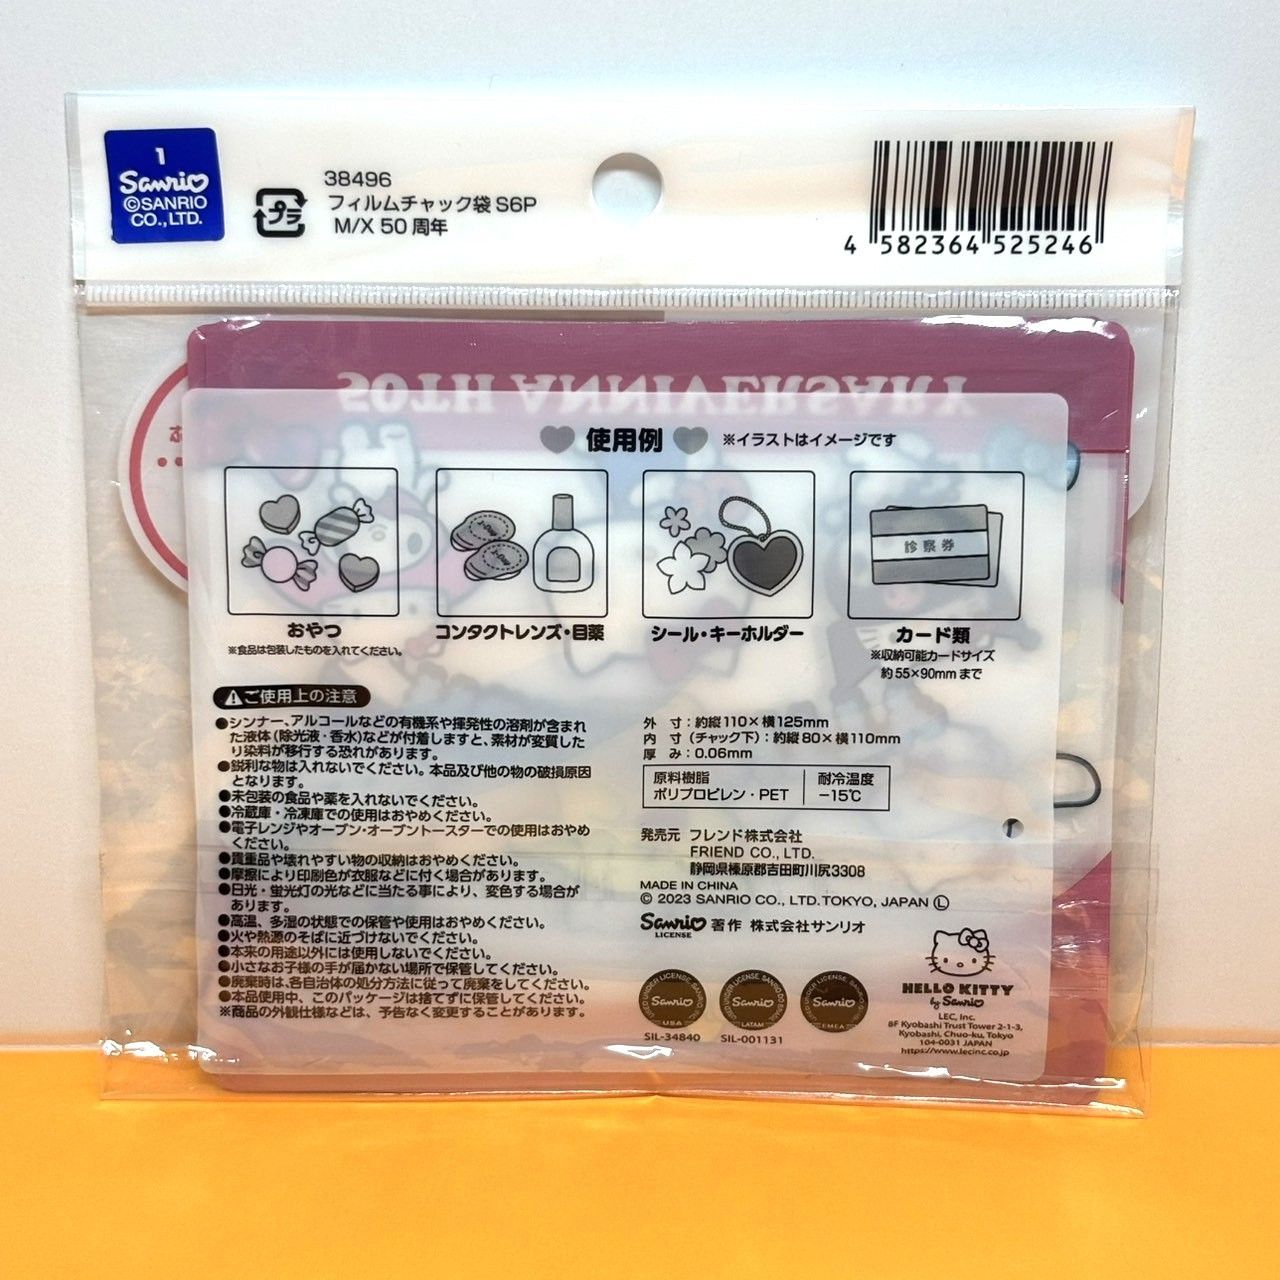 1
Sanrio
©SANRIO
CO.,LTD.
プラ
38496
フィルムチャック袋 S6P
M/X 50 周年
4 582364 525246
50TH ANNIVERSARY
使用例 ※イラストはイメージです
診察券
おやつ
※食品は包装したものを入れてください。
コンタクトレンズ・目薬
シール・キーホルダー
カード類
※収納可能カードサイズ
約 55×90mm まで
ご使用上の注意
●シンナー、アルコールなどの有機系や揮発性の溶剤が含まれ
た液体(除光液・香水)などが付着しますと、素材が変質した
り染料が移行する恐れがあります。
●鋭利な物は入れないでください。本品及び他の物の破損原因
となります。
●未包装の食品や薬を入れないでください。
●冷蔵庫・冷凍庫での使用はおやめください。
●電子レンジやオーブン・オーブントースターでの使用はおやめ
ください。
●貴重品や壊れやすい物の収納はおやめください。
●摩擦により印刷色が衣服などに付く場合があります。
●日光・蛍光灯の光などに当たる事により、変色する場合が
あります。
●高温、多湿の状態での保管や使用はおやめください。
●火や熱源のそばに近づけないでください。
●本来の用途以外には使用しないでください。
●小さなお子様の手が届かない場所で保管してください。
●廃棄時は、各自治体の処分方法に従って廃棄をしてください。
●本品使用中、このパッケージは捨てずに保管してください。
※商品の外観仕様などは、予告なく変更することがあります。
外 寸：約縦110×横125mm
内 寸（チャック下）：約縦80×横110mm
厚 み：0.06mm
原料樹脂 耐冷温度
ポリプロピレン・PET −15℃
発売元 フレンド株式会社
FRIEND CO., LTD.
静岡県榛原郡吉田町川尻3308
MADE IN CHINA
© 2023 SANRIO CO., LTD. TOKYO, JAPAN Ⓛ
Sanrio 著作 株式会社サンリオ
LICENSE
Sanrio
USA
SIL-34840
Sanrio
LATAM
SIL-001131
Sanrio
EMEA
HELLO KITTY
by Sanrio
LEC, Inc.
8F Kyobashi Trust Tower 2-1-3,
Kyobashi, Chuo-ku, Tokyo
104-0031 JAPAN
https://www.lecinc.co.jp